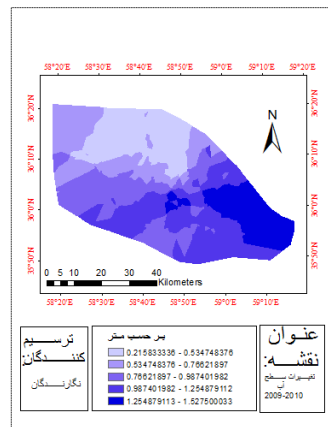 58°20'E 58°30'E 58°40'E 58°50'E 59°0'E 59°10'E 59°20'E
36°20'N 36°20'N
N
36°10'N 36°10'N
36°0'N 36°0'N
35°50'N 35°50'N
0 5 10 20 30 40
Kilometers
58°20'E 58°30'E 58°40'E 58°50'E 59°0'E 59°10'E
ترسیم
کنندگان:
نگارندگان
بر حسب متر
0.215833336 - 0.534748376
0.534748376 - 0.76621897
0.76621897 - 0.987401982
0.987401982 - 1.254879112
1.254879113 - 1.527500033
عنوان
نقشه:
تغییرات سطح
آب
2009-2010